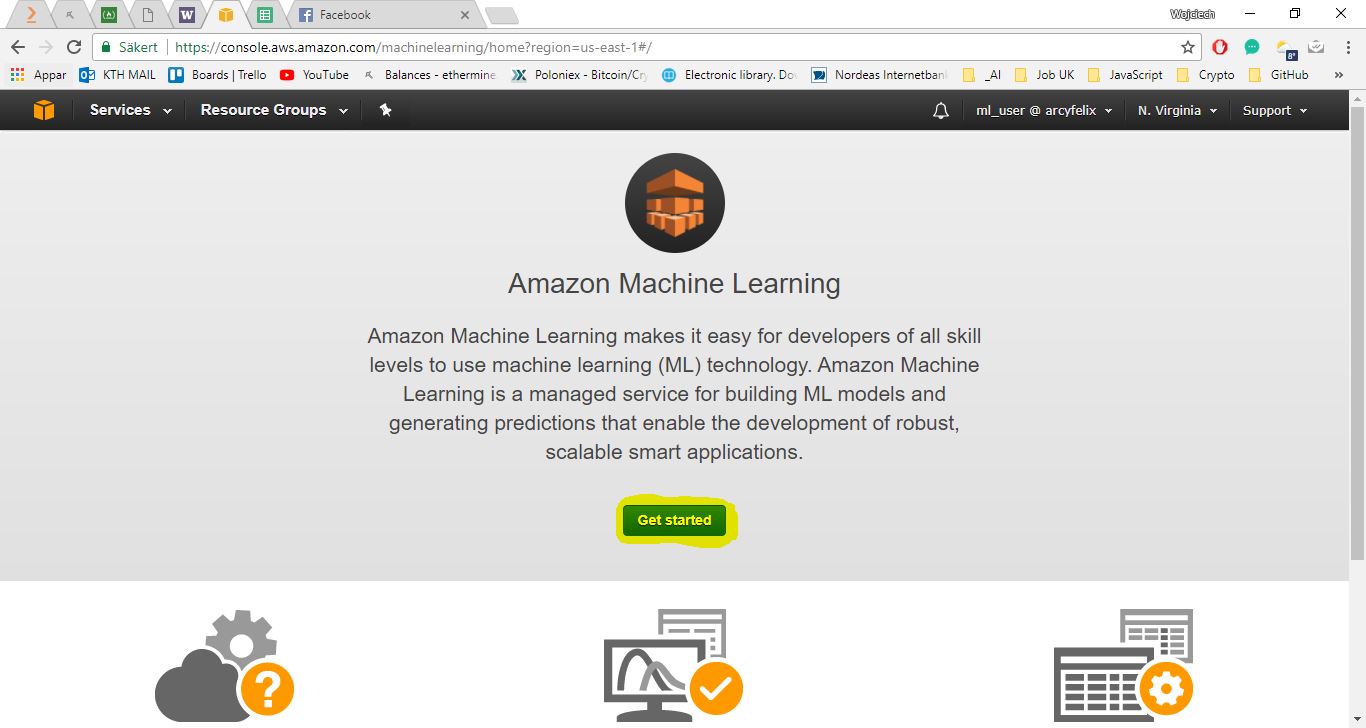 Facebook
Wojciech
Säkert https://console.aws.amazon.com/machinelearning/home?region=us-east-1#/
8°
Appar KTH MAIL Boards | Trello YouTube Balances - ethermine Poloniex - Bitcoin/Cry Electronic library. Do Nordeas Internetban _AI Job UK JavaScript Crypto GitHub »
Services Resource Groups ml_user @ arcyfelix N. Virginia Support
Amazon Machine Learning
Amazon Machine Learning makes it easy for developers of all skill
levels to use machine learning (ML) technology. Amazon Machine
Learning is a managed service for building ML models and
generating predictions that enable the development of robust,
scalable smart applications.
Get started